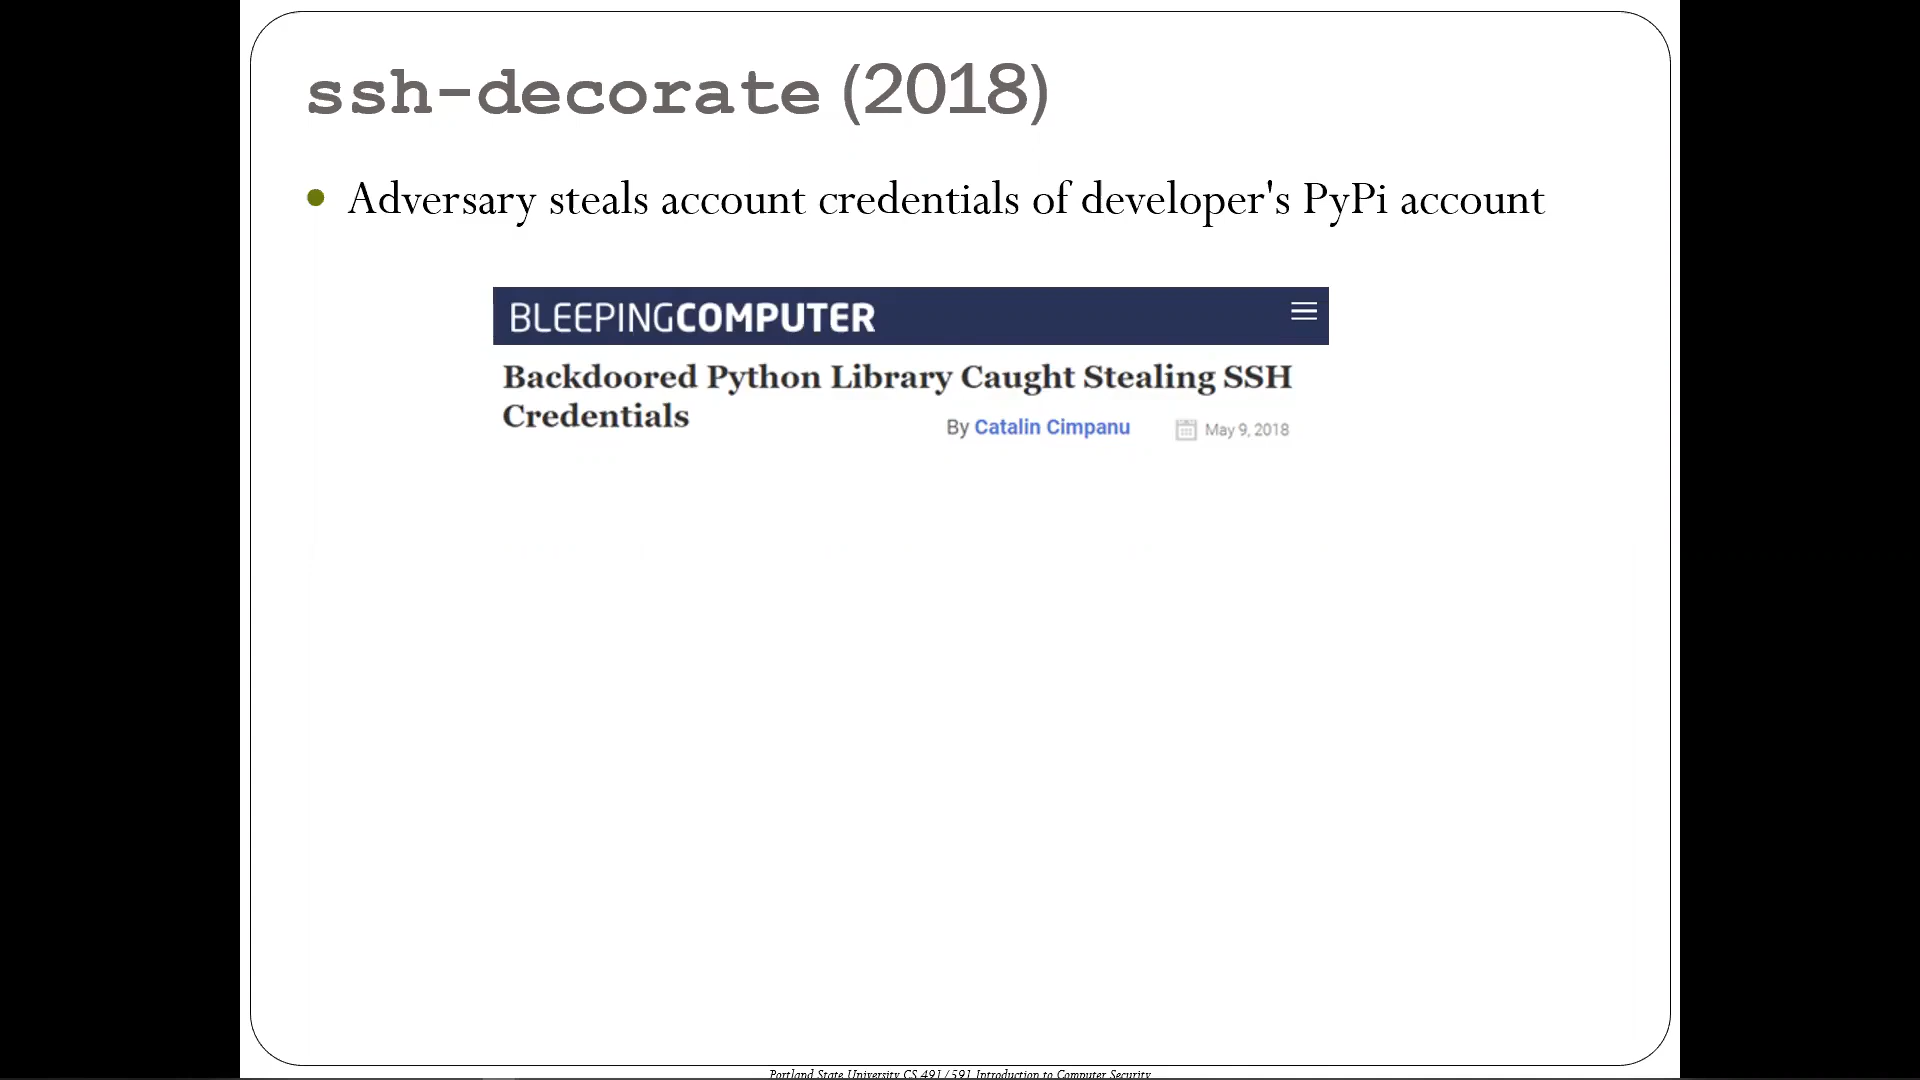 ssh-decorate (2018)
• Adversary steals account credentials of developer's PyPi account
BLEEPINGCOMPUTER
Backdoored Python Library Caught Stealing SSH
Credentials
By Catalin Cimpanu May 9, 2018
Portland State University CS 491/591 Introduction to Computer Security